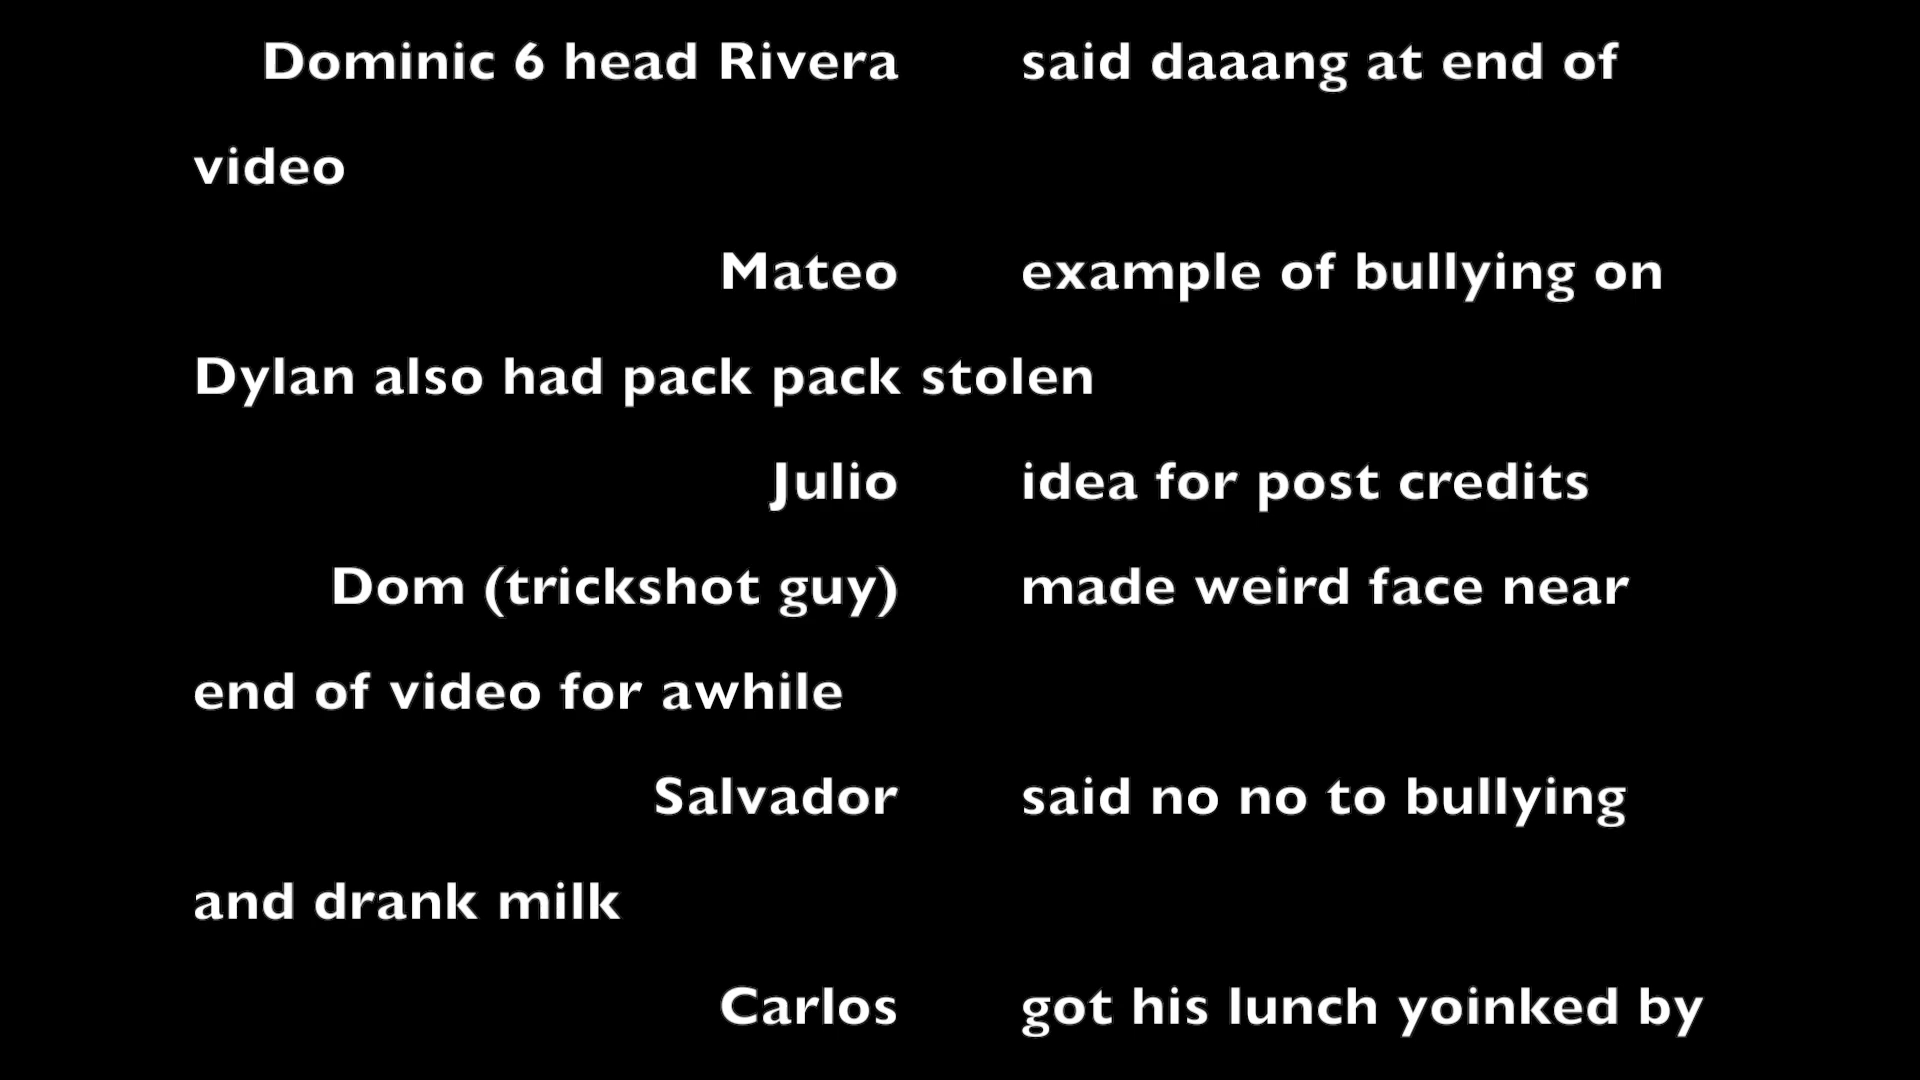 Dominic 6 head Rivera said daaang at end of
video
Mateo example of bullying on
Dylan also had pack pack stolen
Julio idea for post credits
Dom (trickshot guy) made weird face near
end of video for awhile
Salvador said no no to bullying
and drank milk
Carlos got his lunch yoinked by